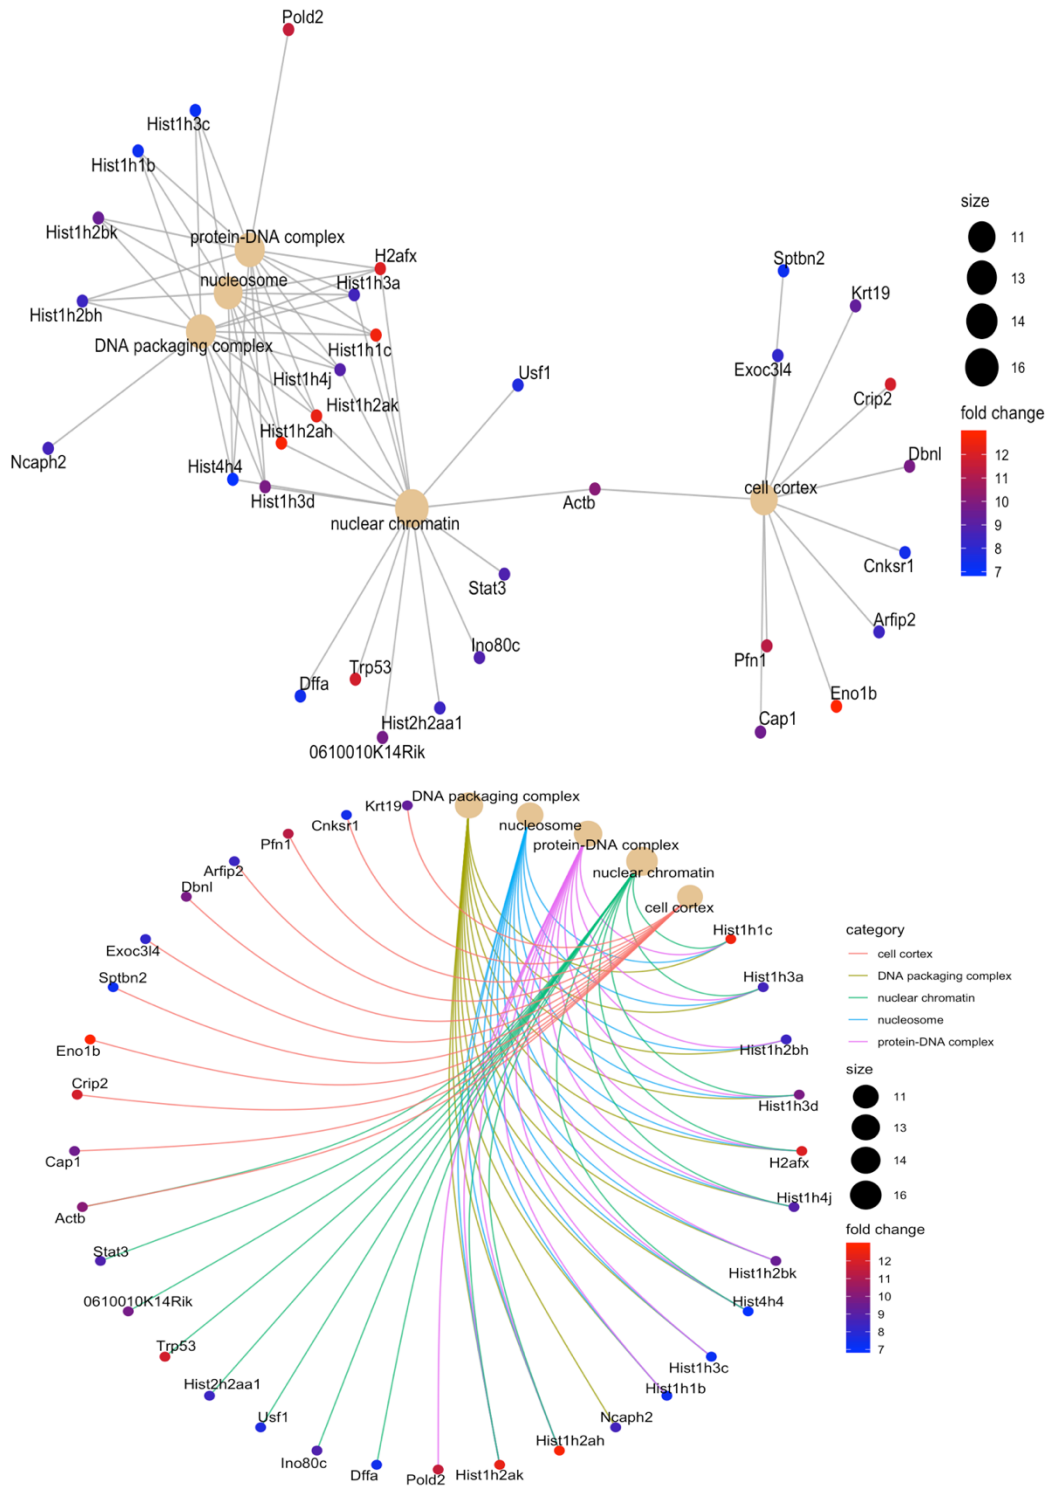 Pold2
Hist1h3c
Hist1h1b
Hist1h2bk
protein-DNA complex
H2afx
nucleosome
Hist1h3a
Hist1h2bh
DNA packaging complex
Hist1h1c
Hist1h4j
Hist1h2ak
Hist1h2ah
Ncaph2
Hist4h4
Hist1h3d
nuclear chromatin
Usf1
Actb
Stat3
Ino80c
Trp53
Dffa
Hist2h2aa1
0610010K14Rik
Sptbn2
Krt19
Exoc3l4
Crip2
Dbnl
cell cortex
Cnksr1
Arfip2
Pfn1
Eno1b
Cap1
size
11
13
14
16
fold change
12
11
10
9
8
7
DNA packaging complex
nucleosome
protein-DNA complex
nuclear chromatin
cell cortex
Krt19
Cnksr1
Pfn1
Arfip2
Dbnl
Exoc3l4
Sptbn2
Eno1b
Crip2
Cap1
Actb
Stat3
0610010K14Rik
Trp53
Hist2h2aa1
Usf1
Ino80c
Dffa
Pold2
Hist1h2ak
Hist1h2ah
Ncaph2
Hist1h1b
Hist1h3c
Hist4h4
Hist1h2bk
Hist1h4j
H2afx
Hist1h3d
Hist1h2bh
Hist1h3a
Hist1h1c
category
cell cortex
DNA packaging complex
nuclear chromatin
nucleosome
protein-DNA complex
size
11
13
14
16
fold change
12
11
10
9
8
7